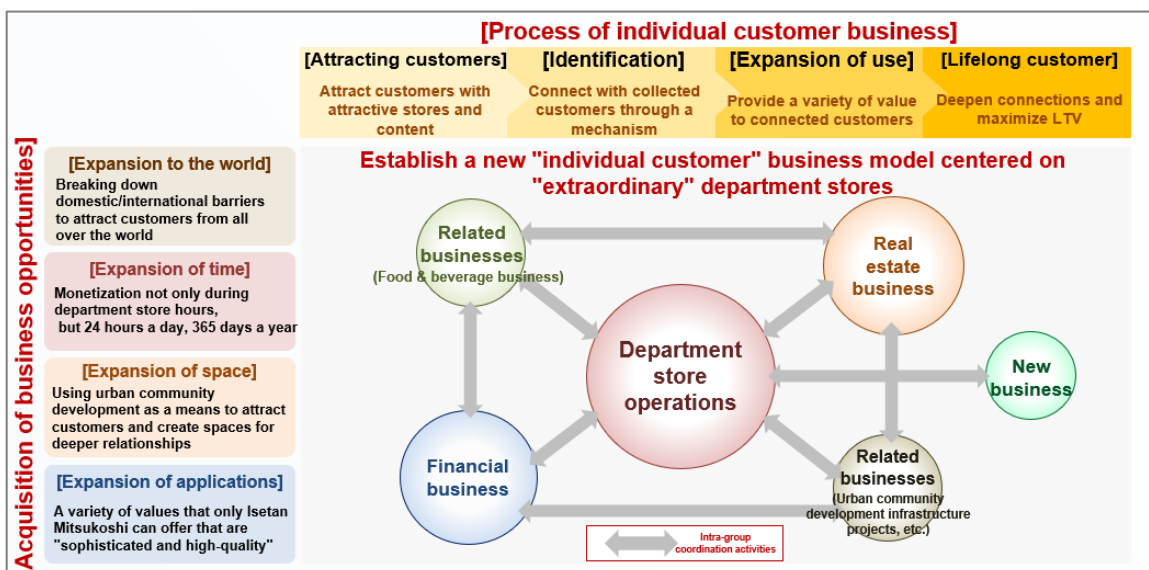 [Process of individual customer business]
[Attracting customers]
Attract customers with
attractive stores and
content
[Identification]
Connect with collected
customers through a
mechanism
[Expansion of use]
Provide a variety of value
to connected customers
[Lifelong customer]
Deepen connections and
maximize LTV
Acquisition of business opportunities]
[Expansion to the world]
Breaking down
domestic/international barriers
to attract customers from all
over the world
[Expansion of time]
Monetization not only during
department store hours,
but 24 hours a day, 365 days a year
[Expansion of space]
Using urban community
development as a means to attract
customers and create spaces for
deeper relationships
[Expansion of applications]
A variety of values that only Isetan
Mitsukoshi can offer that are
"sophisticated and high-quality"
Establish a new "individual customer" business model centered on
"extraordinary" department stores
Related
businesses
(Food & beverage business)
Real
estate
business
Department
store
operations
New
business
Financial
business
Related
businesses
(Urban community
development infrastructure
projects, etc.)
Intra-group
coordination activities